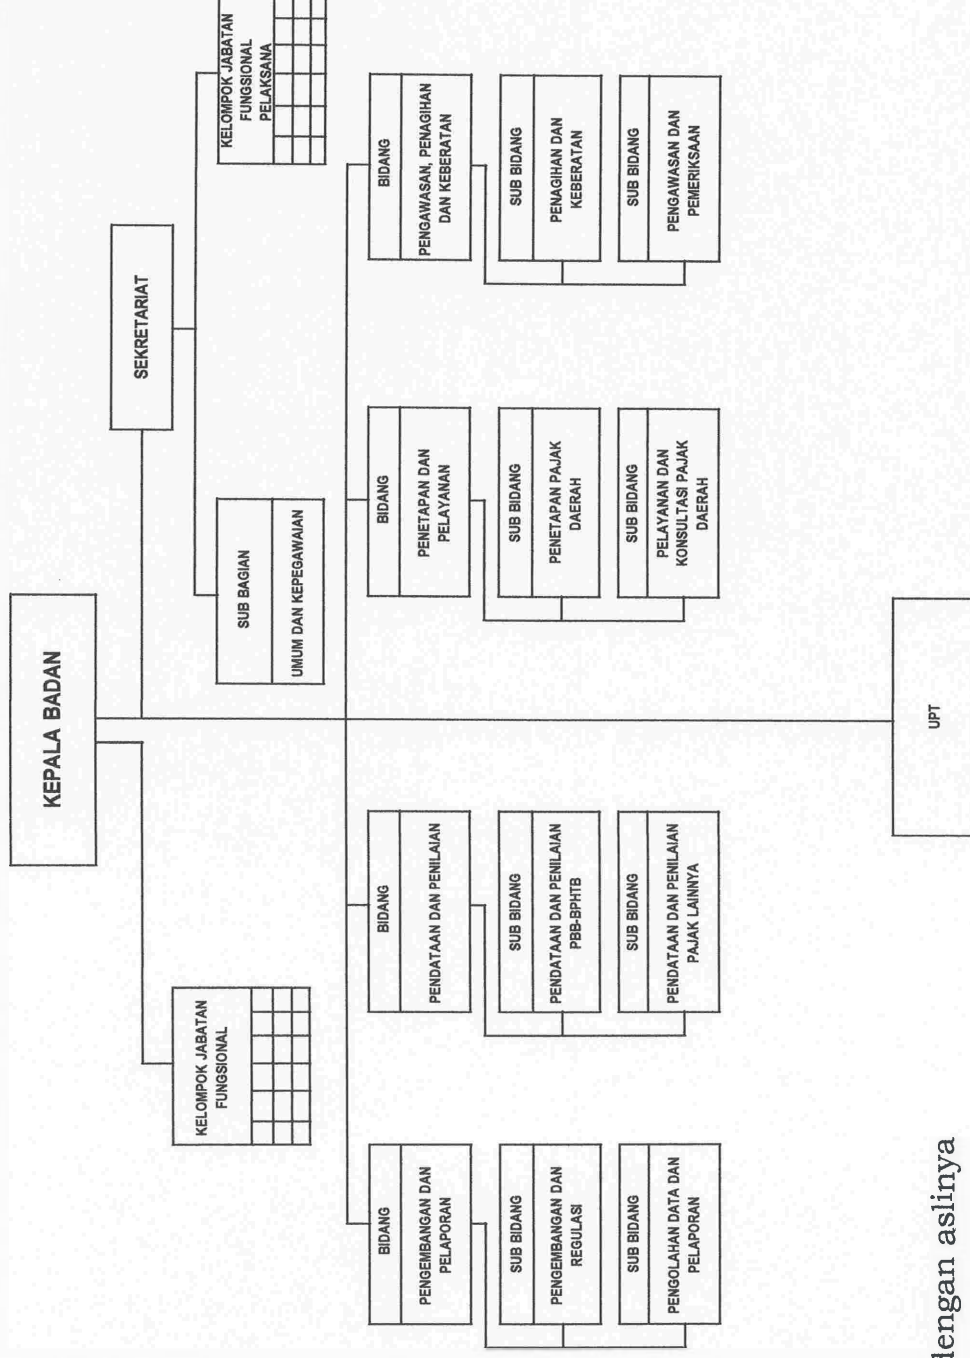 KEPALA BADAN
SEKRETARIAT
KELOMPOK JABATAN
FUNGSIONAL
KELOMPOK JABATAN
FUNGSIONAL
PELAKSANA
SUB BAGIAN
UMUM DAN KEPEGAWAIAN
BIDANG
PENGEMBANGAN DAN
PELAPORAN
SUB BIDANG
PENGEMBANGAN DAN
REGULASI
SUB BIDANG
PENGOLAHAN DATA DAN
PELAPORAN
BIDANG
PENDATAAN DAN PENILAIAN
SUB BIDANG
PENDATAAN DAN PENILAIAN
PBB-BPHTB
SUB BIDANG
PENDATAAN DAN PENILAIAN
PAJAK LAINNYA
BIDANG
PENETAPAN DAN
PELAYANAN
SUB BIDANG
PENETAPAN PAJAK
DAERAH
SUB BIDANG
PELAYANAN DAN
KONSULTASI PAJAK
DAERAH
BIDANG
PENGAWASAN, PENAGIHAN
DAN KEBERATAN
SUB BIDANG
PENAGIHAN DAN
KEBERATAN
SUB BIDANG
PENGAWASAN DAN
PEMERIKSAAN
UPT
dengan aslinya